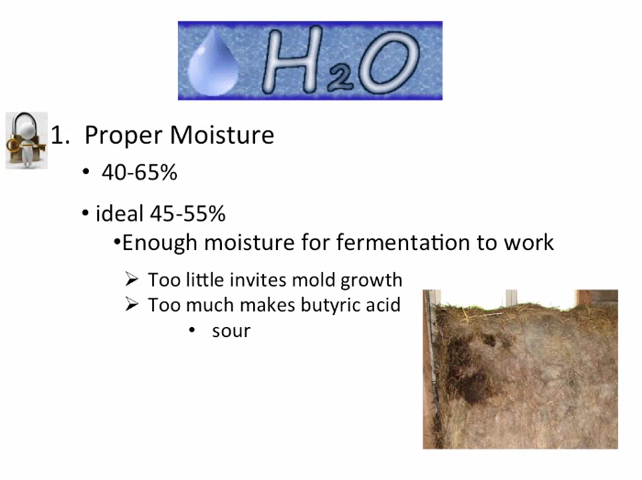 H2O
1. Proper Moisture
• 40-65%
• ideal 45-55%
•Enough moisture for fermentation to work
➢ Too little invites mold growth
➢ Too much makes butyric acid
• sour